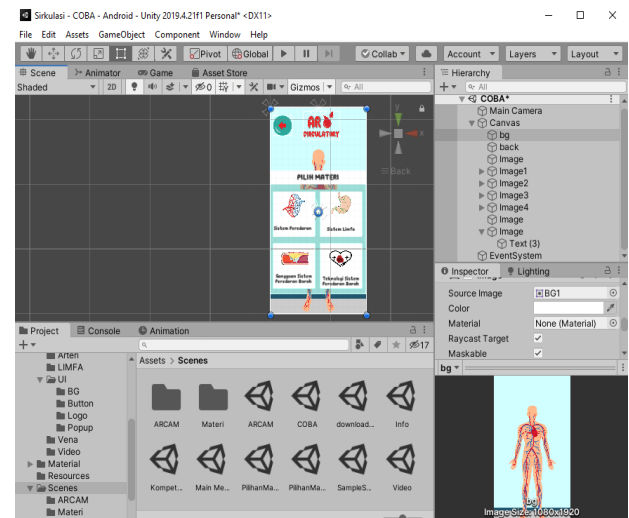 Sirkulasi - COBA - Android - Unity 2019.4.21f1 Personal* <DX11>
File Edit Assets GameObject Component Window Help
Pivot Global Collab Account Layers Layout
Scene Animator Game Asset Store
Shaded 2D 0 Gizmos All
AR
CIRCULATORY
PILIH MATERI
Sistem Peredaran
Sistem Limfa
Gangguan Sistem
Peredaran Darah
Teknologi Sistem
Peredaran Darah
y
x
Back
Hierarchy
All
COBA*
Main Camera
Canvas
bg
back
Image
Image1
Image2
Image3
Image4
Image
Image
Text (3)
EventSystem
Inspector Lighting
Source Image BG1
Color
Material None (Material)
Raycast Target
Maskable
bg
bg
Image Size: 1080x1920
Project Console Animation
17
Arteri
LIMFA
UI
BG
Button
Logo
Popup
Vena
Video
Material
Resources
Scenes
ARCAM
Materi
Assets > Scenes
ARCAM Materi ARCAM COBA download... Info
Kompet... Main Me... PilihanMa... PilihanMa... SampleS... Video